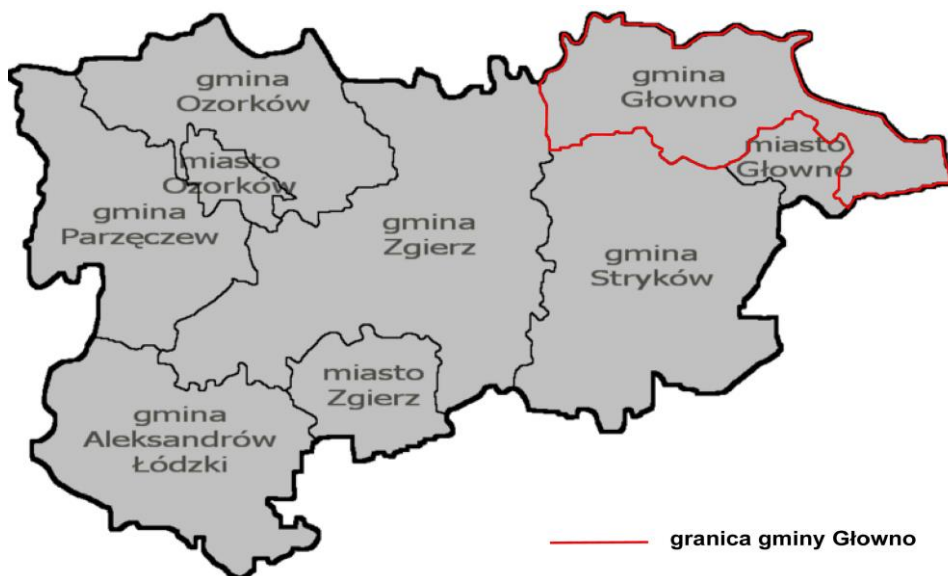 gmina
Ozorków
miasto
Ozorków
gmina
Parzęczew
gmina
Zgierz
gmina
Głowno
miasto
Głowno
gmina
Stryków
miasto
Zgierz
gmina
Aleksandrów
Łódzki
granica gminy Głowno